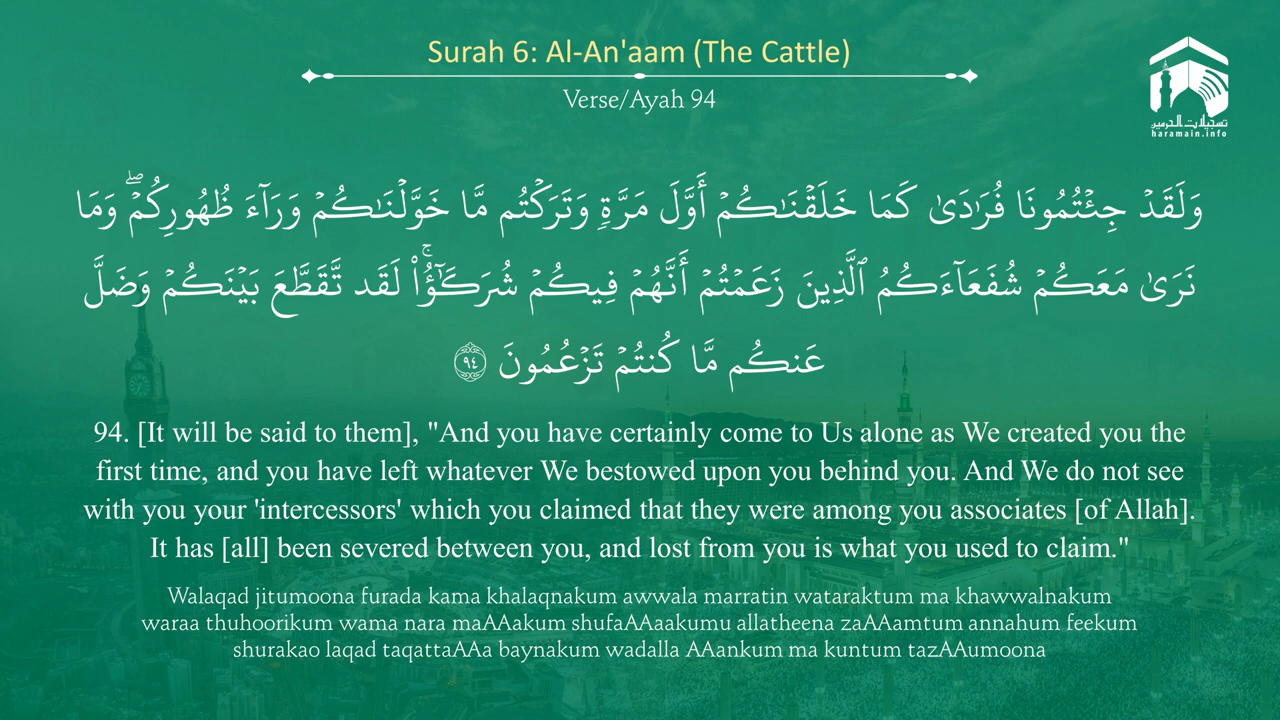 Surah 6: Al-An'aam (The Cattle)
Verse/Ayah 94
تسجيلات الحرمين
haramain.info
وَلَقَدۡ جِئۡتُمُونَا فُرَٰدَىٰ كَمَا خَلَقۡنَٰكُمۡ أَوَّلَ مَرَّةٖ وَتَرَكۡتُم مَّا خَوَّلۡنَٰكُمۡ وَرَآءَ ظُهُورِكُمۡۖ وَمَا
نَرَىٰ مَعَكُمۡ شُفَعَآءَكُمُ ٱلَّذِينَ زَعَمۡتُمۡ أَنَّهُمۡ فِيكُمۡ شُرَكَٰٓؤُاْۚ لَقَد تَّقَطَّعَ بَيۡنَكُمۡ وَضَلَّ
عَنكُم مَّا كُنتُمۡ تَزۡعُمُونَ ٩٤
94. [It will be said to them], "And you have certainly come to Us alone as We created you the
first time, and you have left whatever We bestowed upon you behind you. And We do not see
with you your 'intercessors' which you claimed that they were among you associates [of Allah].
It has [all] been severed between you, and lost from you is what you used to claim."
Walaqad jitumoona furada kama khalaqnakum awwala marratin wataraktum ma khawwalnakum
waraa thuhoorikum wama nara maAAakum shufaAAaakumu allatheena zaAAamtum annahum feekum
shurakao laqad taqattaAAa baynakum wadalla AAankum ma kuntum tazAAumoona